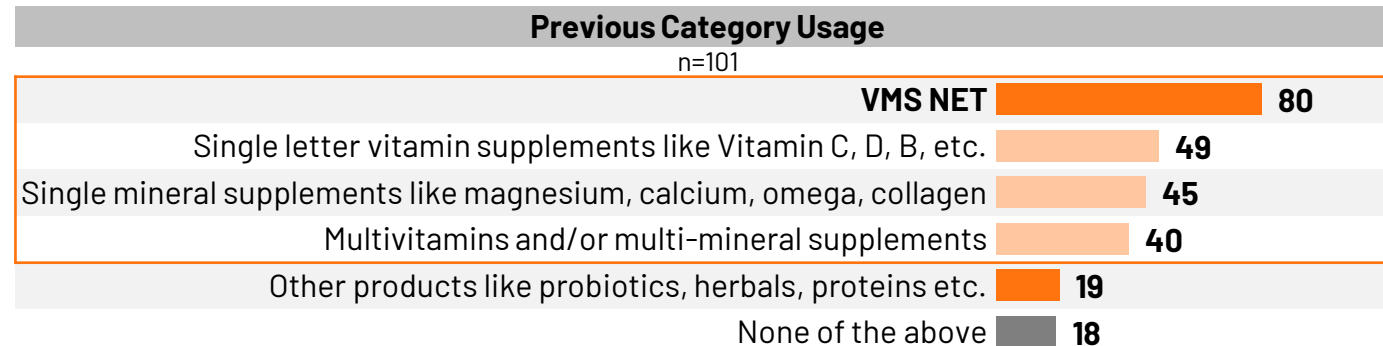 Previous Category Usage
n=101
VMS NET 80
Single letter vitamin supplements like Vitamin C, D, B, etc. 49
Single mineral supplements like magnesium, calcium, omega, collagen 45
Multivitamins and/or multi-mineral supplements 40
Other products like probiotics, herbals, proteins etc. 19
None of the above 18